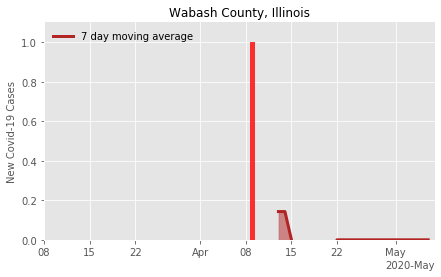 Wabash County, Illinois
7 day moving average
New Covid-19 Cases
1.0
0.8
0.6
0.4
0.2
0.0
08 15 22 Apr 08 15 22 May
2020-May